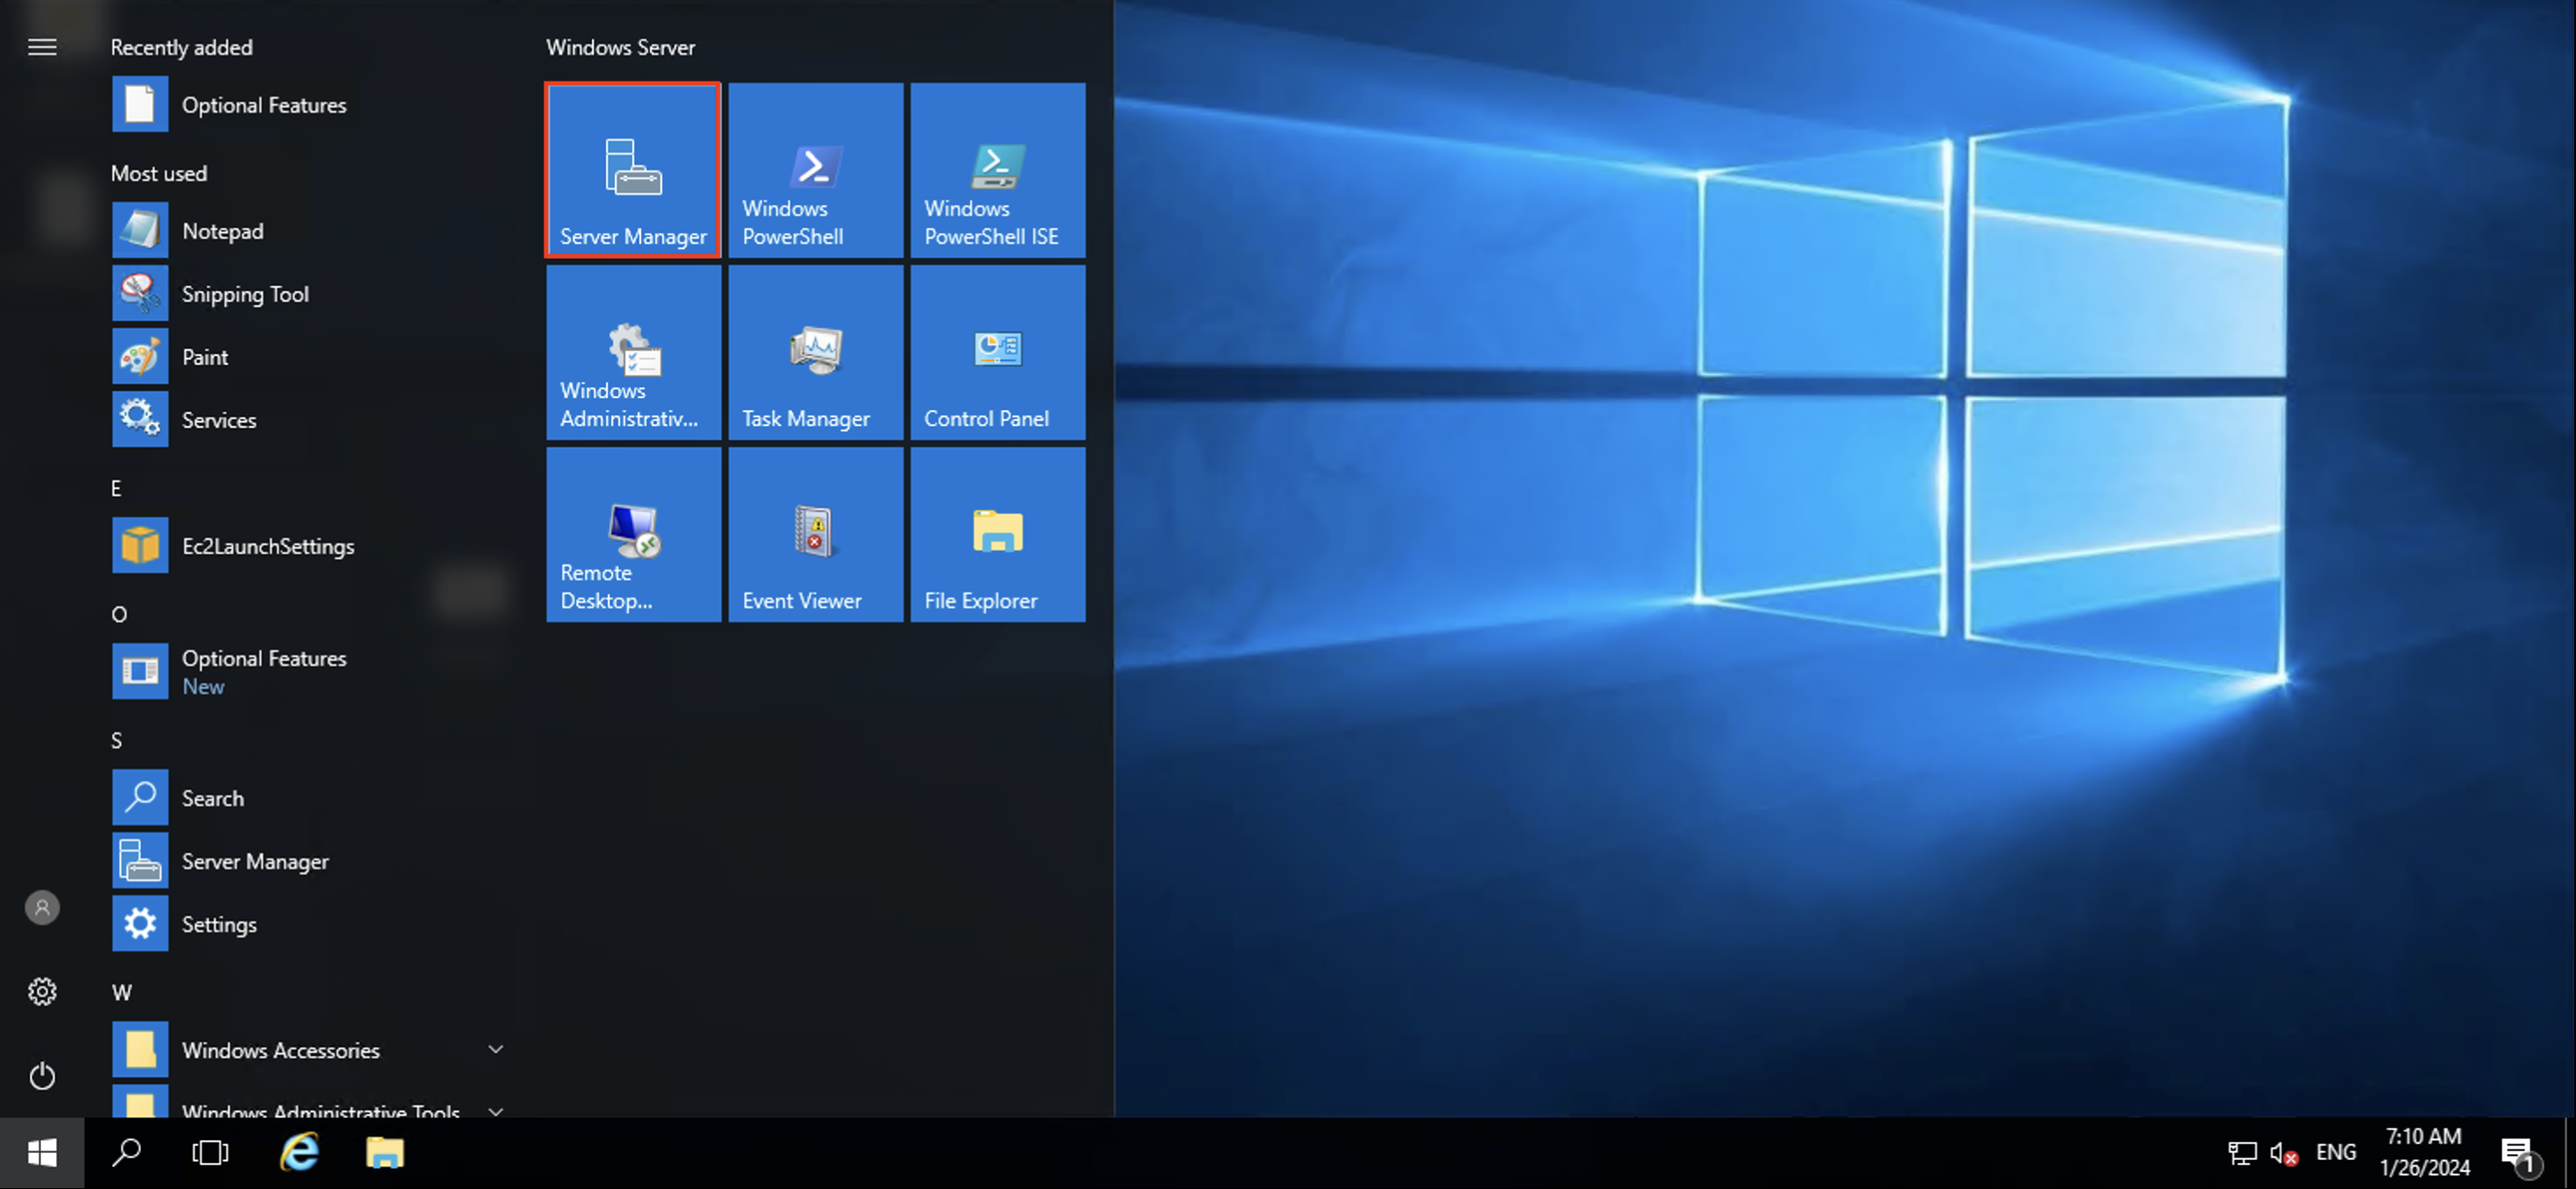 Recently added
Optional Features
Most used
Notepad
Snipping Tool
Paint
Services
E
Ec2LaunchSettings
O
Optional Features
New
S
Search
Server Manager
Settings
W
Windows Accessories
Windows Administrative Tools
Windows Server
Server Manager
Windows
PowerShell
Windows
PowerShell ISE
Windows
Administrativ...
Task Manager
Control Panel
Remote
Desktop...
Event Viewer
File Explorer
ENG
7:10 AM
1/26/2024
1